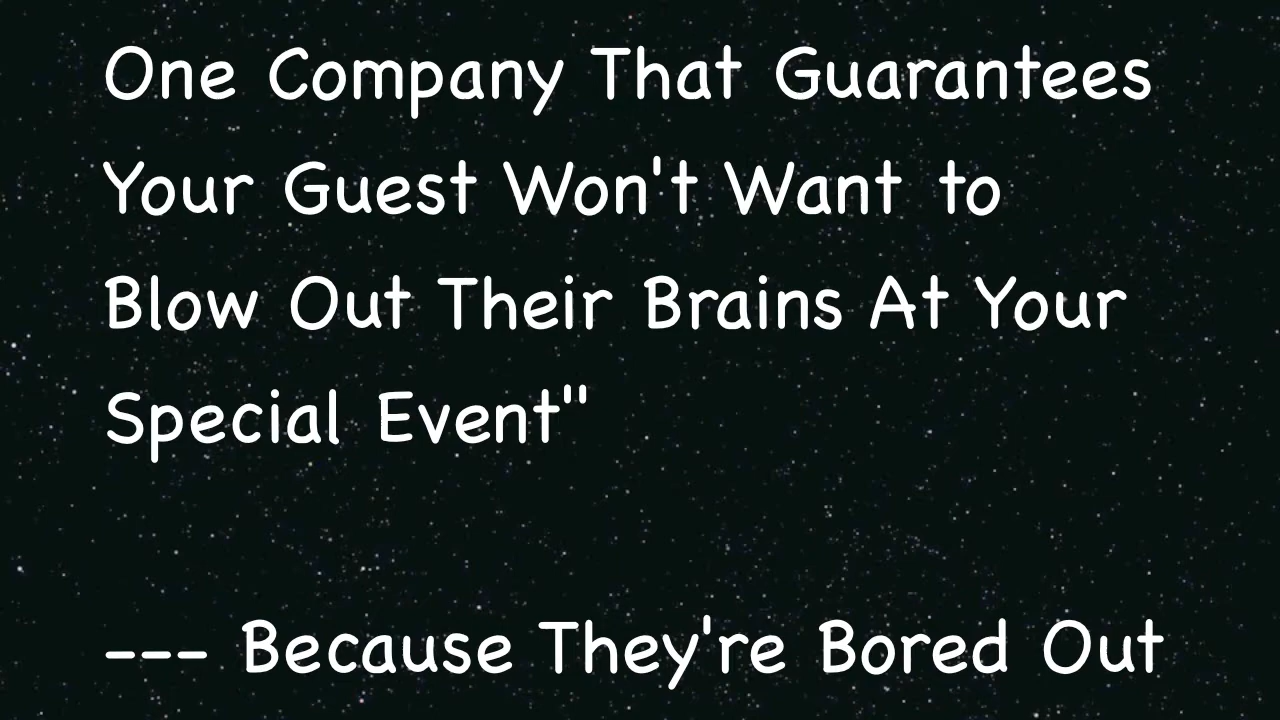 One Company That Guarantees
Your Guest Won't Want to
Blow Out Their Brains At Your
Special Event"
--- Because They're Bored Out